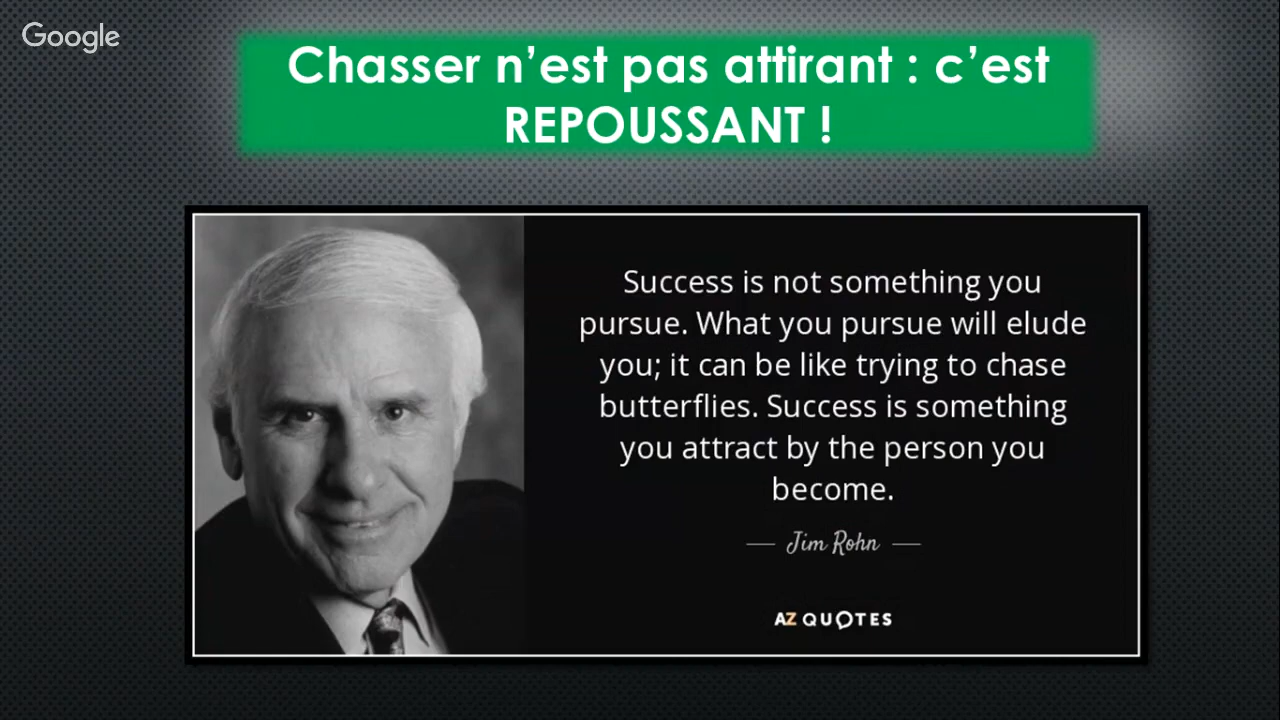 Google
Chasser n’est pas attirant : c’est
REPOUSSANT !
Success is not something you
pursue. What you pursue will elude
you; it can be like trying to chase
butterflies. Success is something
you attract by the person you
become.
— Jim Rohn —
AZ QUOTES